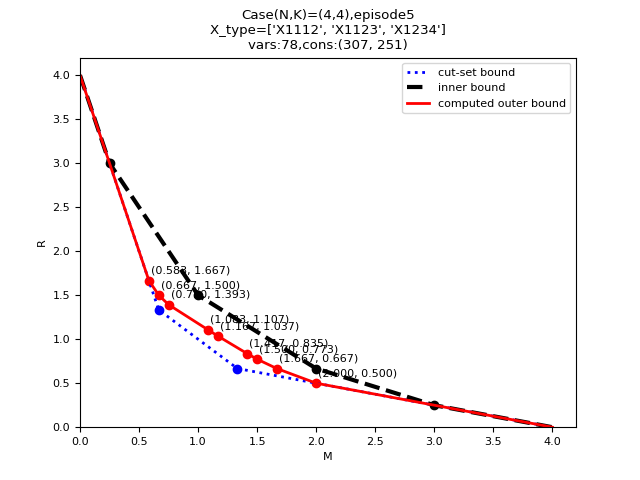 Case(N,K)=(4,4),episode5
X_type=['X1112', 'X1123', 'X1234']
vars:78,cons:(307, 251)
cut-set bound
inner bound
computed outer bound
R
4.0
3.5
3.0
2.5
2.0
1.5
1.0
0.5
0.0
(0.583, 1.667)
(0.667, 1.500)
1.393)
1.107)
1.037)
0.835)
0.773)
(1.667, 0.667)
(2.000, 0.500)
0.0 0.5 1.0 1.5 2.0 2.5 3.0 3.5 4.0
M